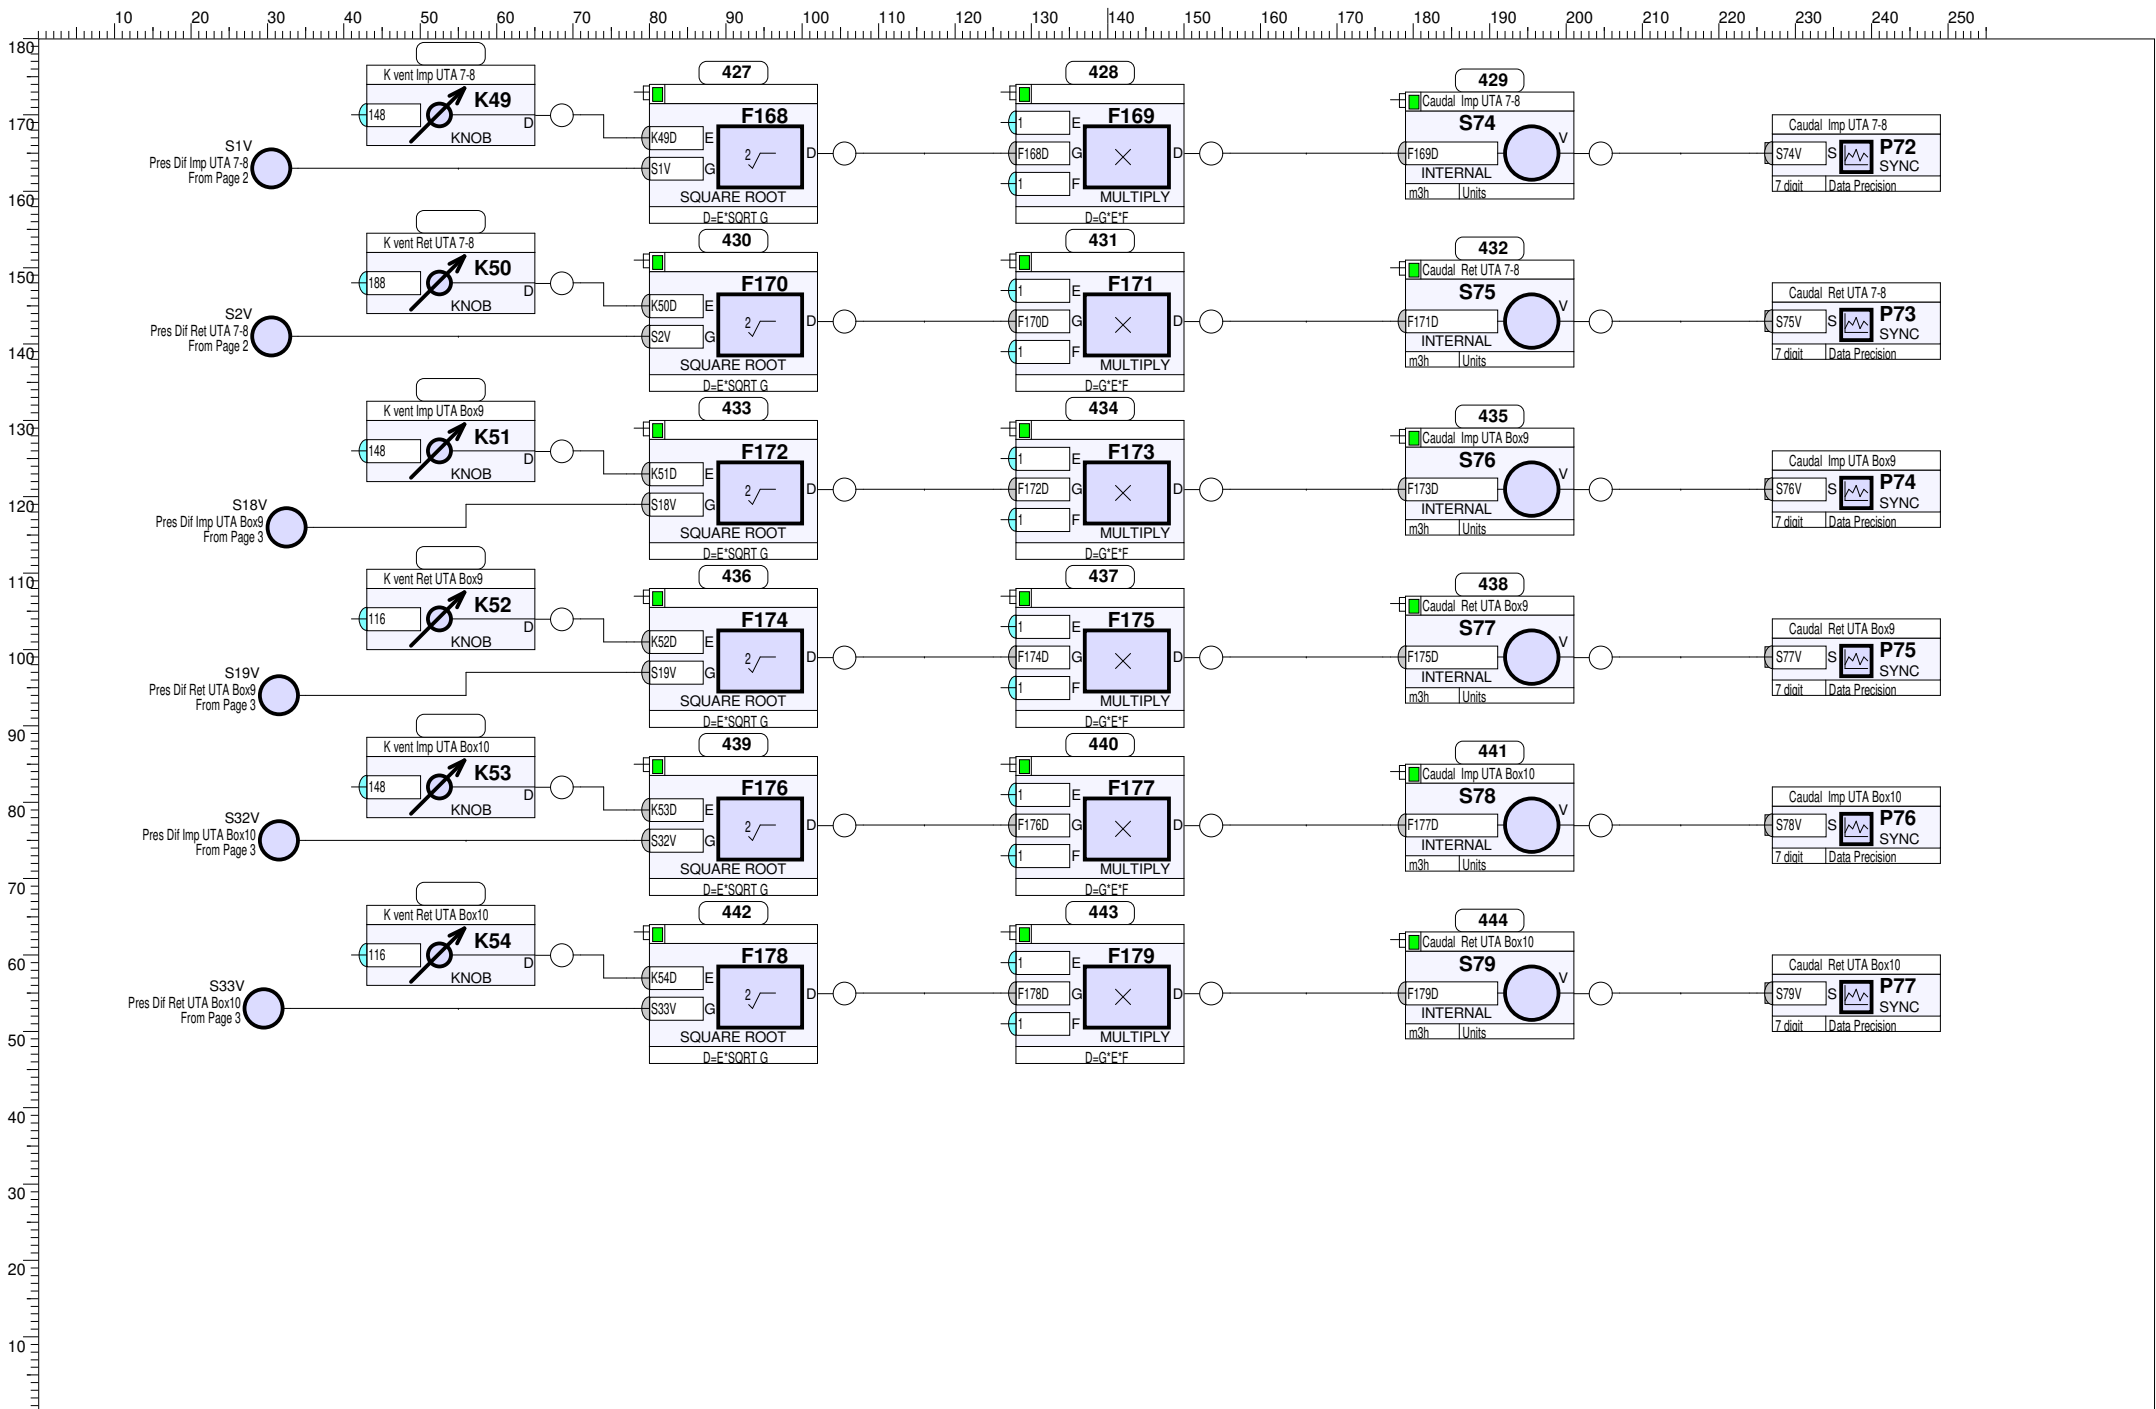 10 20 30 40 50 60 70 80 90 100 110 120 130 140 150 160 170 180 190 200 210 220 230 240 250
180
170
160
150
140
130
120
110
100
90
80
70
60
50
40
30
20
10
S1V
Pres Dif Imp UTA 7-8
From Page 2
K vent Imp UTA 7-8
148
K49
D
KNOB
427
F168
K49D E
S1V G
2
D
SQUARE ROOT
D=E*SQRT G
428
F169
1 E
F168D G
1 F
D
MULTIPLY
D=G*E*F
429
Caudal Imp UTA 7-8
S74
V
F169D
INTERNAL
m3h Units
Caudal Imp UTA 7-8
S74V S P72
SYNC
7 digit Data Precision
S2V
Pres Dif Ret UTA 7-8
From Page 2
K vent Ret UTA 7-8
188
K50
D
KNOB
430
F170
K50D E
S2V G
2
D
SQUARE ROOT
D=E*SQRT G
431
F171
1 E
F170D G
1 F
D
MULTIPLY
D=G*E*F
432
Caudal Ret UTA 7-8
S75
V
F171D
INTERNAL
m3h Units
Caudal Ret UTA 7-8
S75V S P73
SYNC
7 digit Data Precision
S18V
Pres Dif Imp UTA Box9
From Page 3
K vent Imp UTA Box9
148
K51
D
KNOB
433
F172
K51D E
S18V G
2
D
SQUARE ROOT
D=E*SQRT G
434
F173
1 E
F172D G
1 F
D
MULTIPLY
D=G*E*F
435
Caudal Imp UTA Box9
S76
V
F173D
INTERNAL
m3h Units
Caudal Imp UTA Box9
S76V S P74
SYNC
7 digit Data Precision
S19V
Pres Dif Ret UTA Box9
From Page 3
K vent Ret UTA Box9
116
K52
D
KNOB
436
F174
K52D E
S19V G
2
D
SQUARE ROOT
D=E*SQRT G
437
F175
1 E
F174D G
1 F
D
MULTIPLY
D=G*E*F
438
Caudal Ret UTA Box9
S77
V
F175D
INTERNAL
m3h Units
Caudal Ret UTA Box9
S77V S P75
SYNC
7 digit Data Precision
S32V
Pres Dif Imp UTA Box10
From Page 3
K vent Imp UTA Box10
148
K53
D
KNOB
439
F176
K53D E
S32V G
2
D
SQUARE ROOT
D=E*SQRT G
440
F177
1 E
F176D G
1 F
D
MULTIPLY
D=G*E*F
441
Caudal Imp UTA Box10
S78
V
F177D
INTERNAL
m3h Units
Caudal Imp UTA Box10
S78V S P76
SYNC
7 digit Data Precision
S33V
Pres Dif Ret UTA Box10
From Page 3
K vent Ret UTA Box10
116
K54
D
KNOB
442
F178
K54D E
S33V G
2
D
SQUARE ROOT
D=E*SQRT G
443
F179
1 E
F178D G
1 F
D
MULTIPLY
D=G*E*F
444
Caudal Ret UTA Box10
S79
V
F179D
INTERNAL
m3h Units
Caudal Ret UTA Box10
S79V S P77
SYNC
7 digit Data Precision